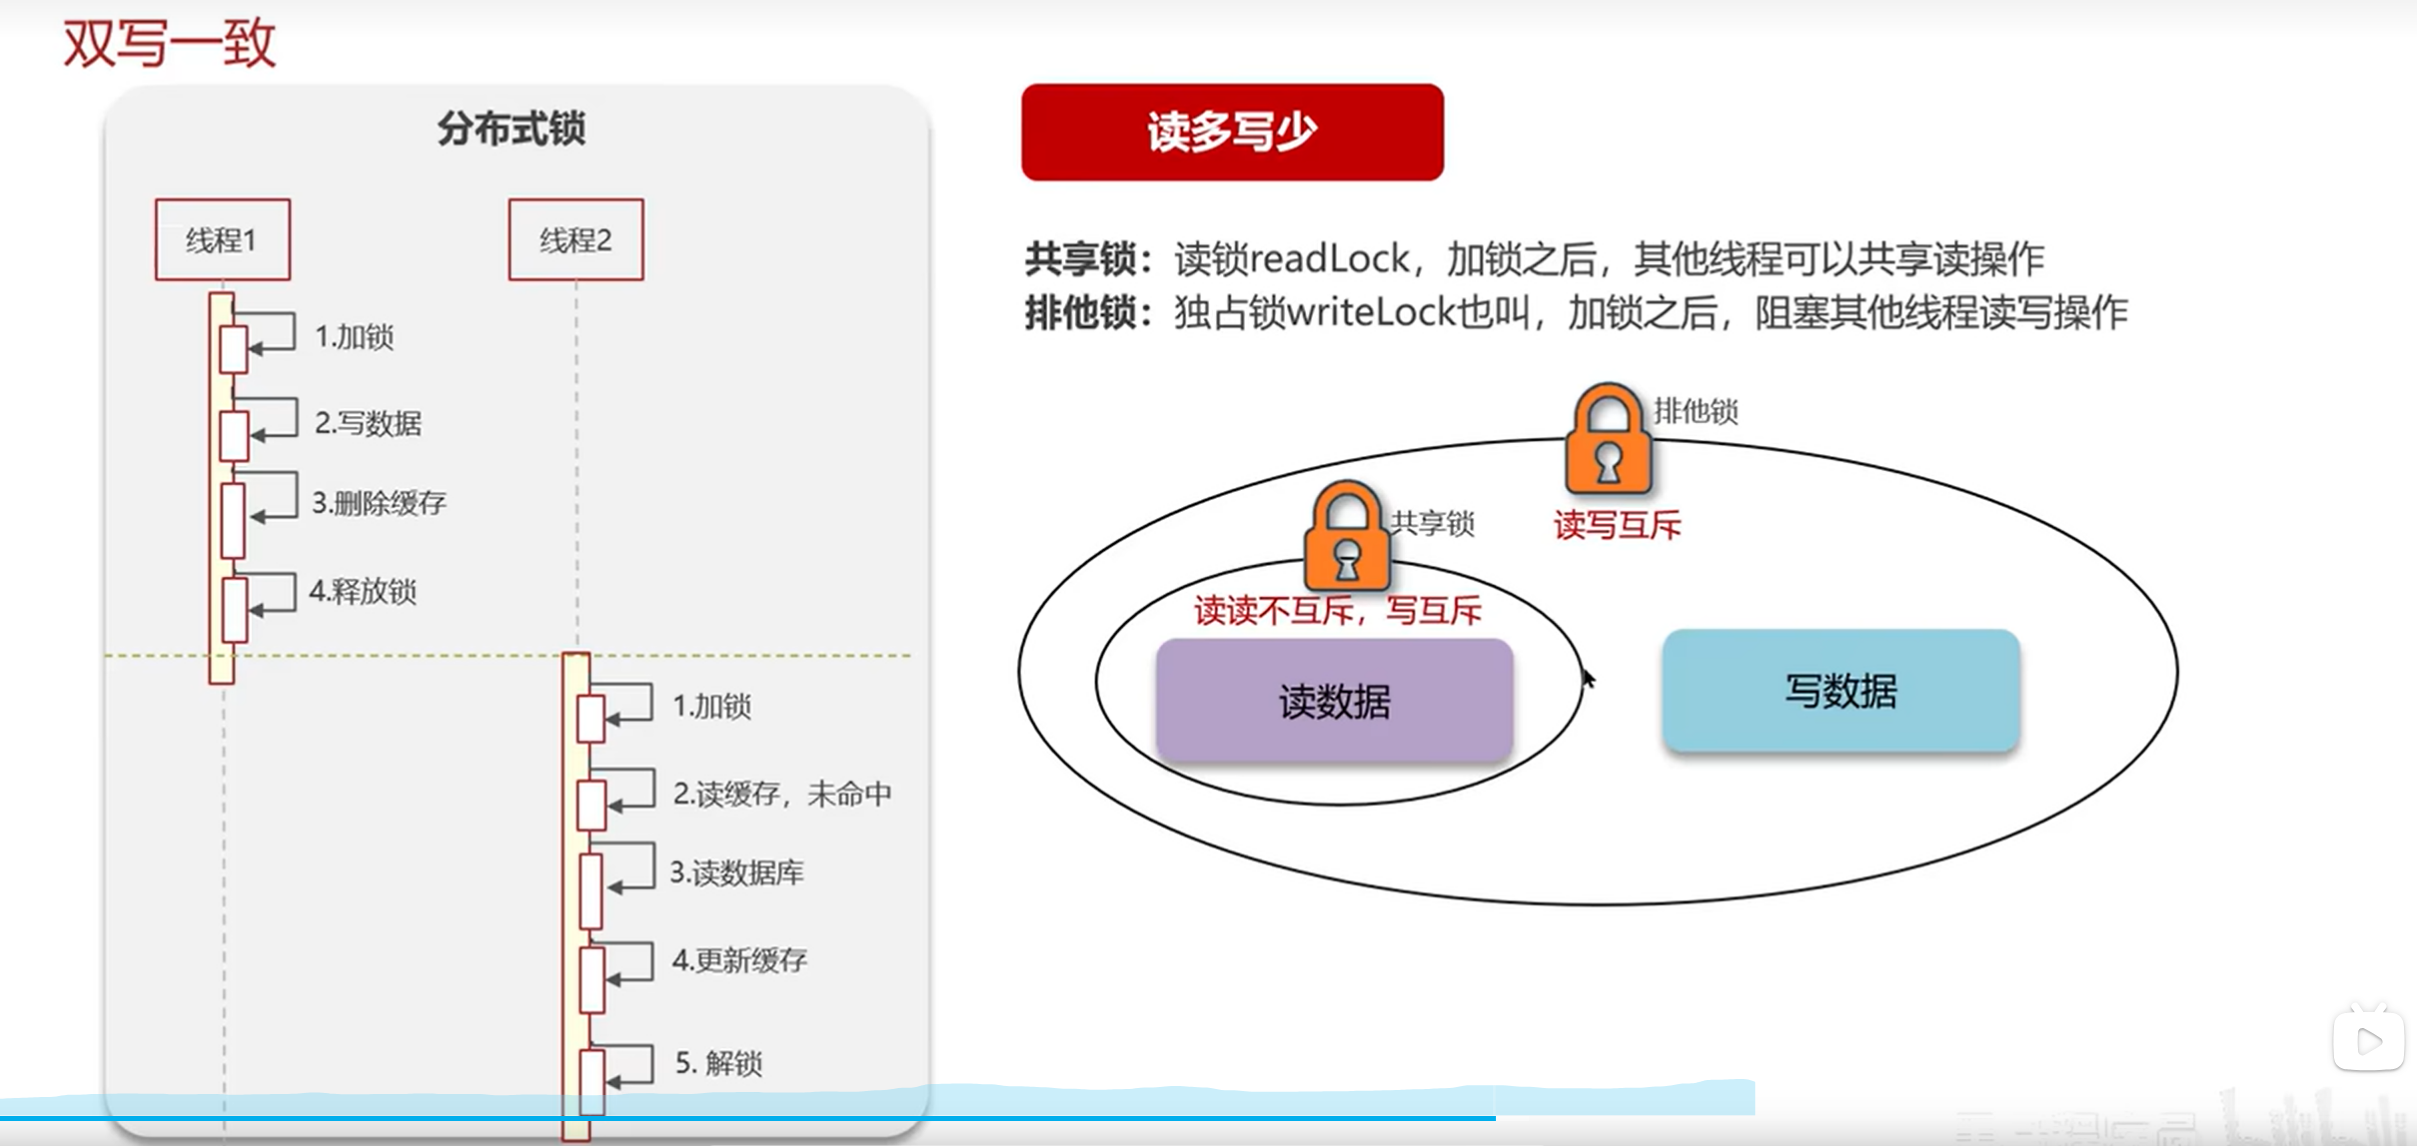 双写一致
分布式锁
线程1
线程2
1.加锁
2.写数据
3.删除缓存
4.释放锁
1.加锁
2.读缓存，未命中
3.读数据库
4.更新缓存
5. 解锁
读多写少
共享锁：读锁readLock，加锁之后，其他线程可以共享读操作
排他锁：独占锁writeLock也叫，加锁之后，阻塞其他线程读写操作
排他锁
读写互斥
共享锁
读读不互斥，写互斥
读数据
写数据